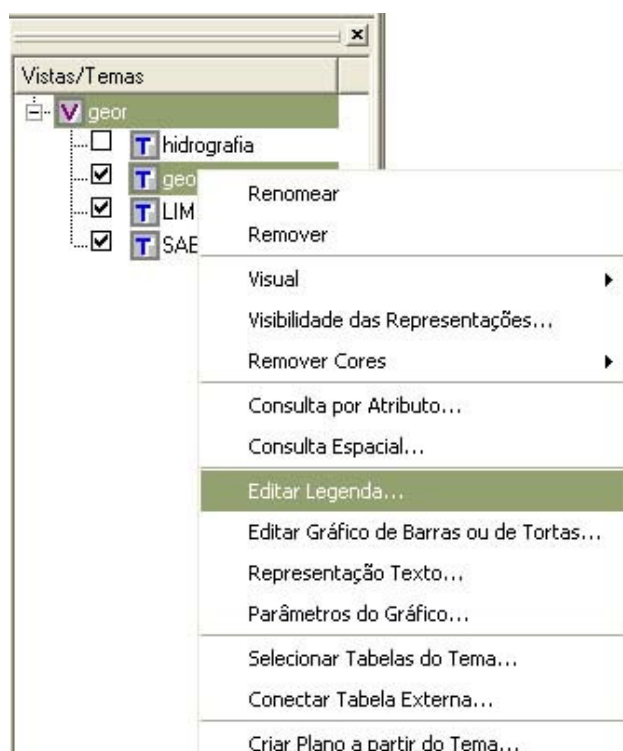 Vistas/Temas
V geor
T hidrografia
T geo
T LIM
T SAE
Renomear
Remover
Visual
Visibilidade das Representações...
Remover Cores
Consulta por Atributo...
Consulta Espacial...
Editar Legenda...
Editar Gráfico de Barras ou de Tortas...
Representação Texto...
Parâmetros do Gráfico...
Selecionar Tabelas do Tema...
Conectar Tabela Externa...
Criar Plano a partir do Tema...